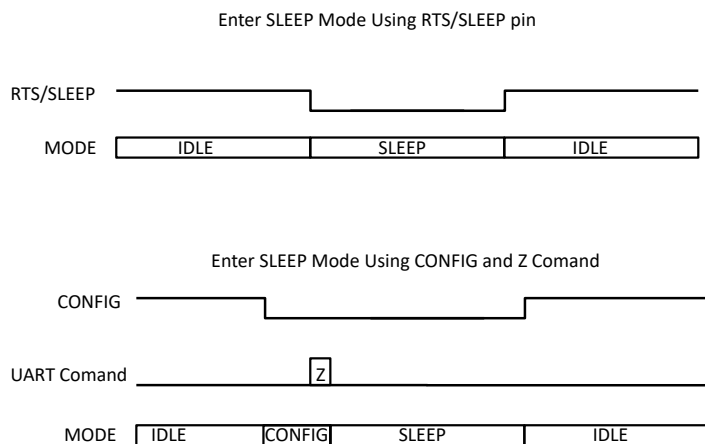 Enter SLEEP Mode Using RTS/SLEEP pin
RTS/SLEEP
MODE IDLE SLEEP IDLE
Enter SLEEP Mode Using CONFIG and Z Comand
CONFIG
UART Comand Z
MODE IDLE CONFIG SLEEP IDLE